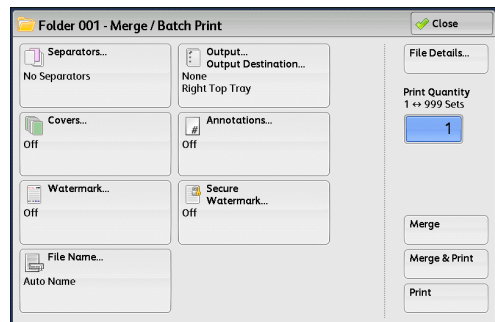 Folder 001 - Merge / Batch Print
Close
Separators...
No Separators
Output...
Output Destination...
None
Right Top Tray
Covers...
Off
Annotations...
#
Off
Watermark...
Off
Secure
Watermark...
Off
File Name...
Auto Name
File Details...
Print Quantity
1 ↔ 999 Sets
1
Merge
Merge & Print
Print